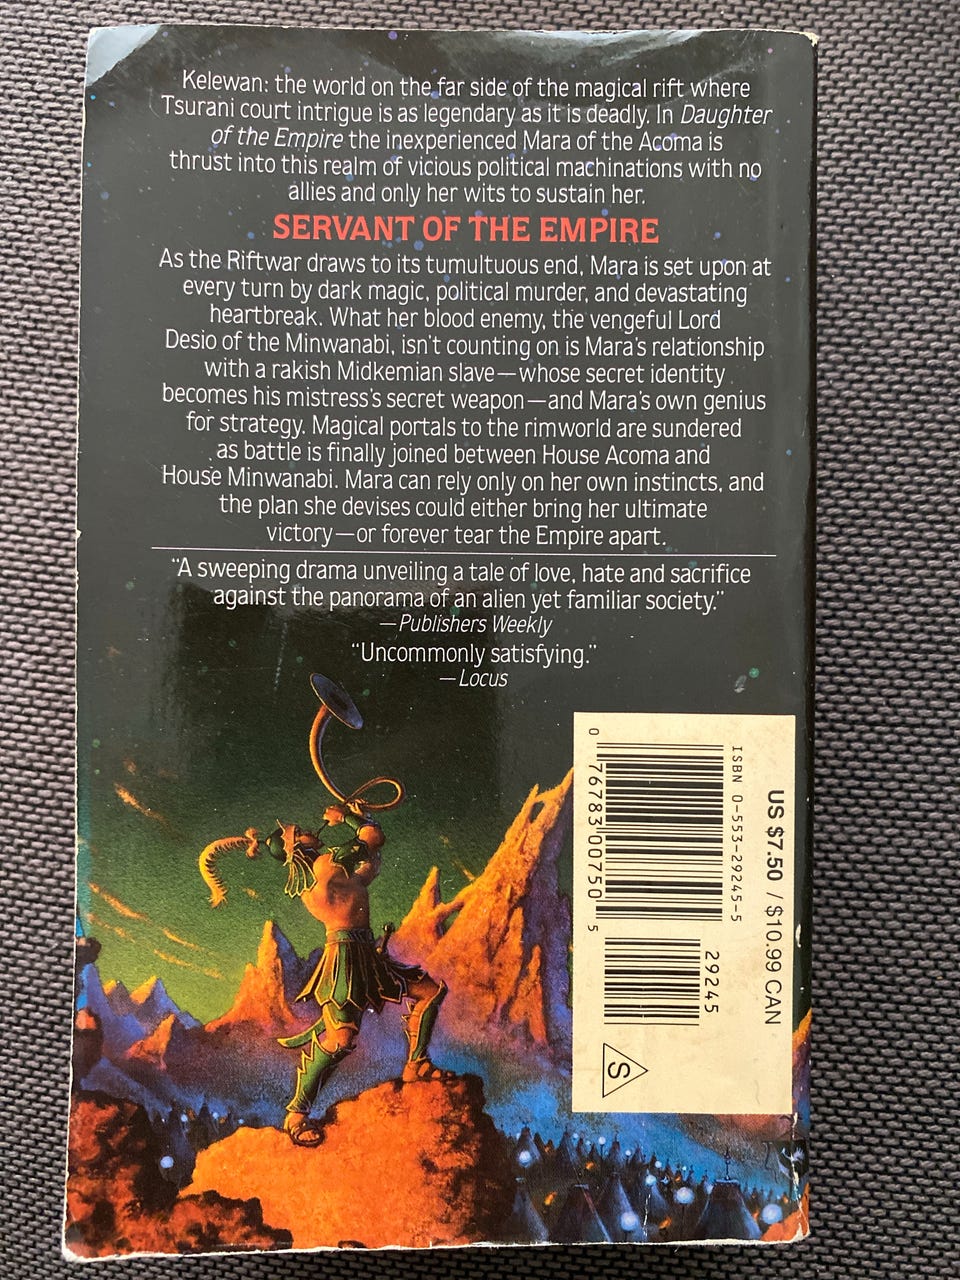 Kelewan: the world on the far side of the magical rift where
Tsurani court intrigue is as legendary as it is deadly. In Daughter
of the Empire the inexperienced Mara of the Acoma is
thrust into this realm of vicious political machinations with no
allies and only her wits to sustain her.
SERVANT OF THE EMPIRE
As the Riftwar draws to its tumultuous end, Mara is set upon at
every turn by dark magic, political murder, and devastating
heartbreak. What her blood enemy, the vengeful Lord
Desio of the Minwanabi, isn't counting on is Mara's relationship
with a rakish Midkemian slave—whose secret identity
becomes his mistress's secret weapon—and Mara's own genius
for strategy. Magical portals to the rimworld are sundered
as battle is finally joined between House Acoma and
House Minwanabi. Mara can rely only on her own instincts, and
the plan she devises could either bring her ultimate
victory—or forever tear the Empire apart.
"A sweeping drama unveiling a tale of love, hate and sacrifice
against the panorama of an alien yet familiar society."
—Publishers Weekly
"Uncommonly satisfying."
—Locus
US $7.50 / $10.99 CAN
ISBN 0-553-29245-5
0 76783 00750 5
29245
S